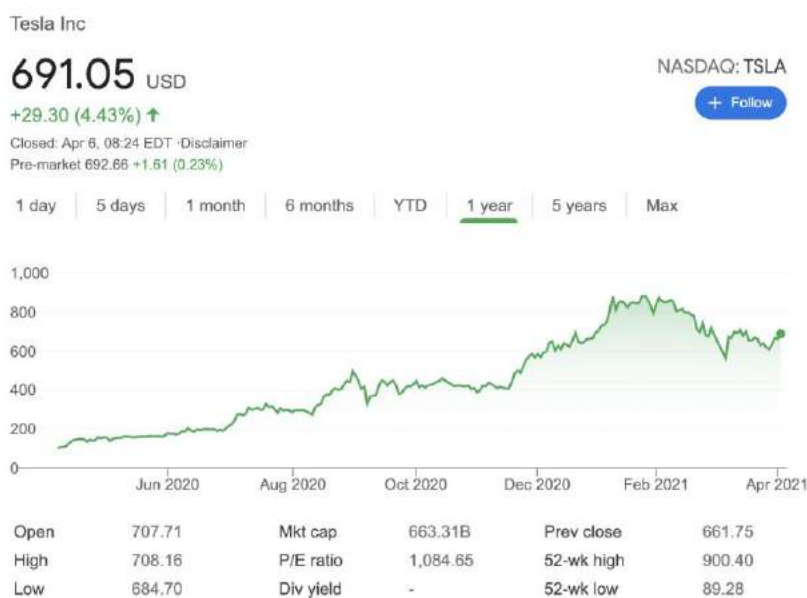 Tesla Inc
691.05 USD
NASDAQ: TSLA
+29.30 (4.43%) ↑
+ Follow
Closed: Apr 6, 08:24 EDT ·Disclaimer
Pre-market 692.66 +1.61 (0.23%)
1 day 5 days 1 month 6 months YTD 1 year 5 years Max
1,000
800
600
400
200
0
Jun 2020 Aug 2020 Oct 2020 Dec 2020 Feb 2021 Apr 2021
Open 707.71 Mkt cap 663.31B Prev close 661.75
High 708.16 P/E ratio 1,084.65 52-wk high 900.40
Low 684.70 Div yield - 52-wk low 89.28